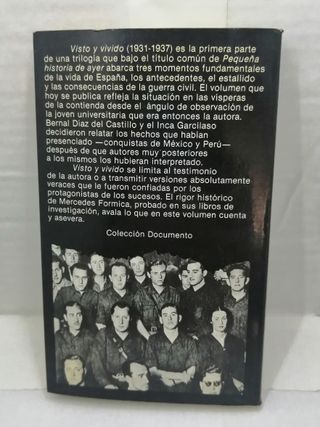 Visto y vivido (1931-1937) es la primera parte
de una trilogía que bajo el título común de Pequeña
historia de ayer abarca tres momentos fundamentales
de la vida de España, los antecedentes, el estallido
y las consecuencias de la guerra civil. El volumen que
hoy se publica refleja la situación en las vísperas
de la contienda desde el ángulo de observación de
la joven universitaria que era entonces la autora.
Bernal Díaz del Castillo y el Inca Garcilaso
decidieron relatar los hechos que habían
presenciado —conquistas de México y Perú—
después de que autores muy posteriores
a los mismos los hubieran interpretado.
Visto y vivido se limita al testimonio
de la autora o a transmitir versiones absolutamente
veraces que le fueron confiadas por los
protagonistas de los sucesos. El rigor histórico
de Mercedes Formica, probado en sus libros de
investigación, avala lo que en este volumen cuenta
y asevera.
Colección Documento